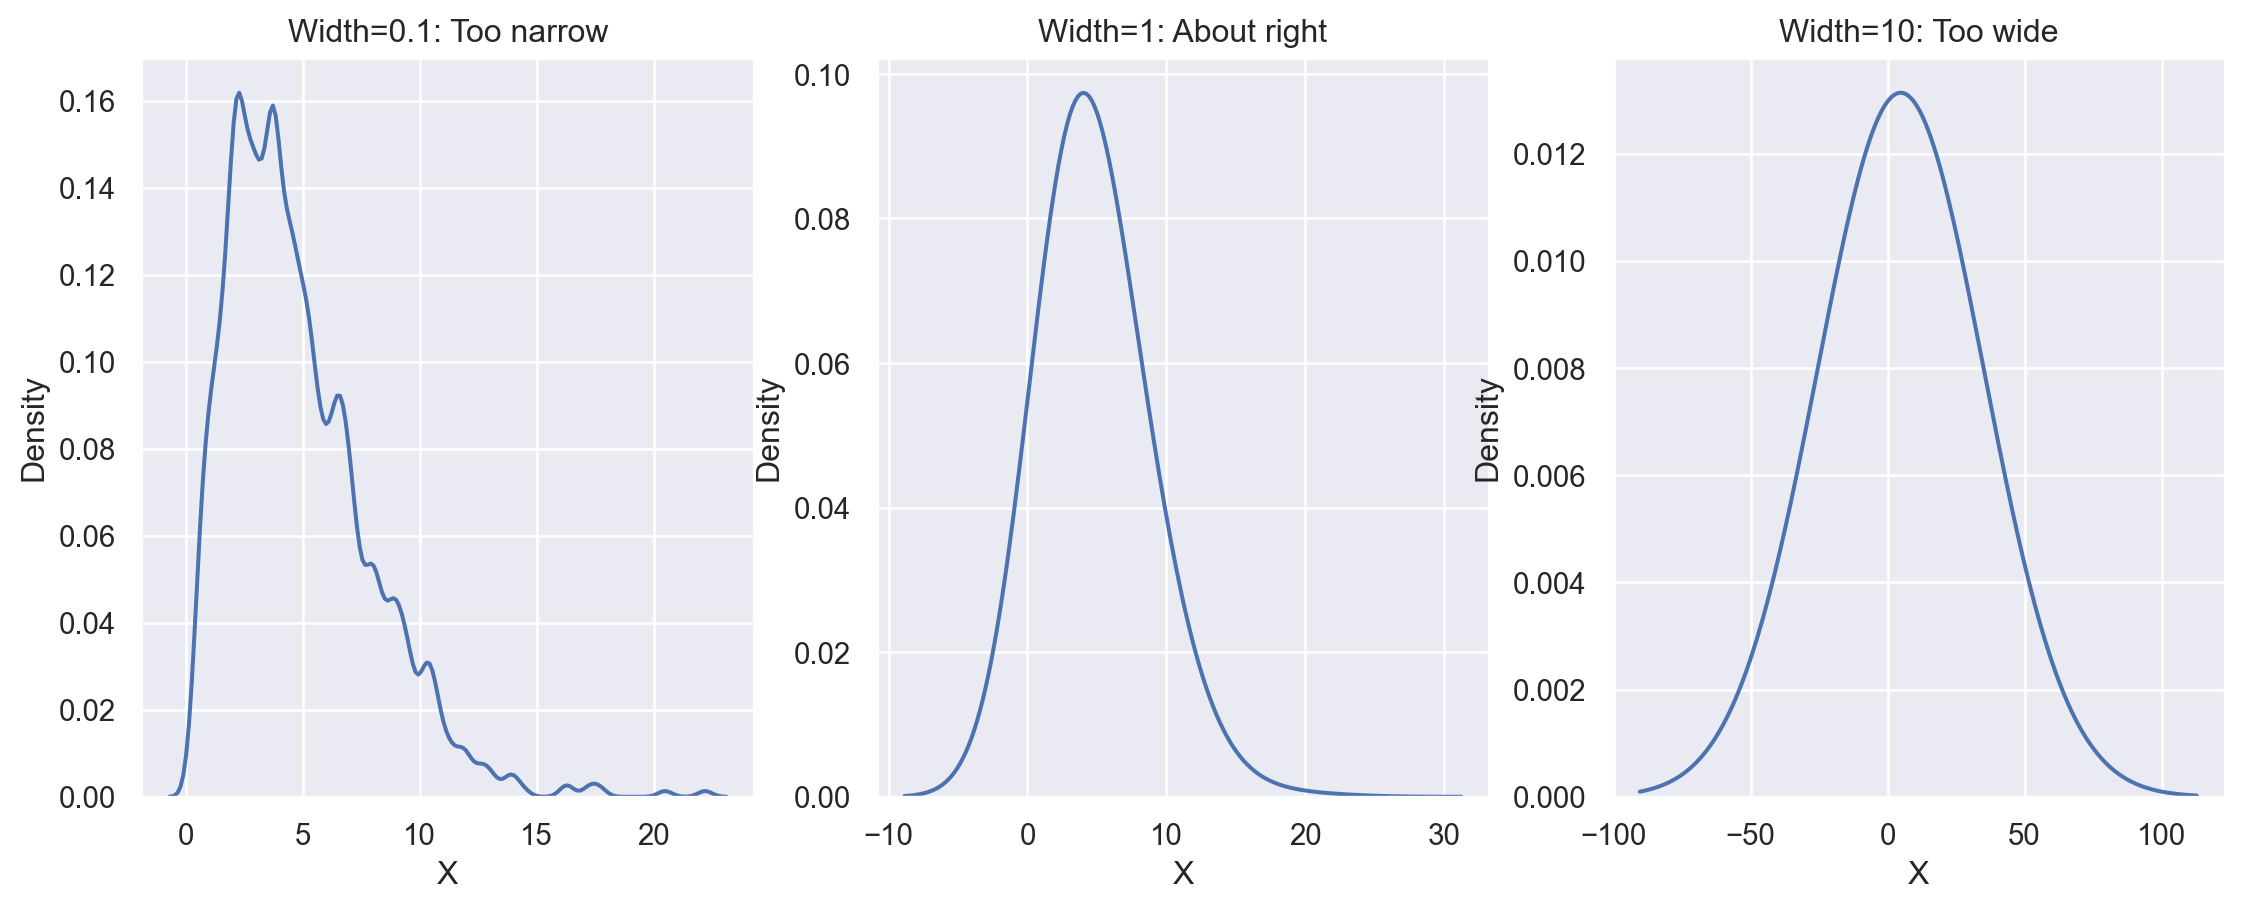 Width=0.1: Too narrow
0.16
0.14
0.12
0.10
0.08
0.06
0.04
0.02
0.00
Density
0 5 10 15 20
X
Width=1: About right
0.10
0.08
0.06
0.04
0.02
0.00
Density
−10 0 10 20 30
X
Width=10: Too wide
0.012
0.010
0.008
0.006
0.004
0.002
0.000
Density
−100 −50 0 50 100
X